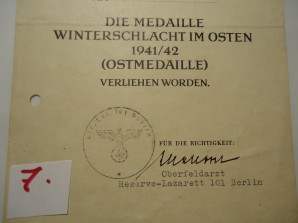 DIE MEDAILLE
WINTERSCHLACHT IM OSTEN
1941/42
(OSTMEDAILLE)
VERLIEHEN WORDEN.
FÜR DIE RICHTIGKEIT:
Oberfeldarzt
Reserve-Lazarett 101 Berlin
7.